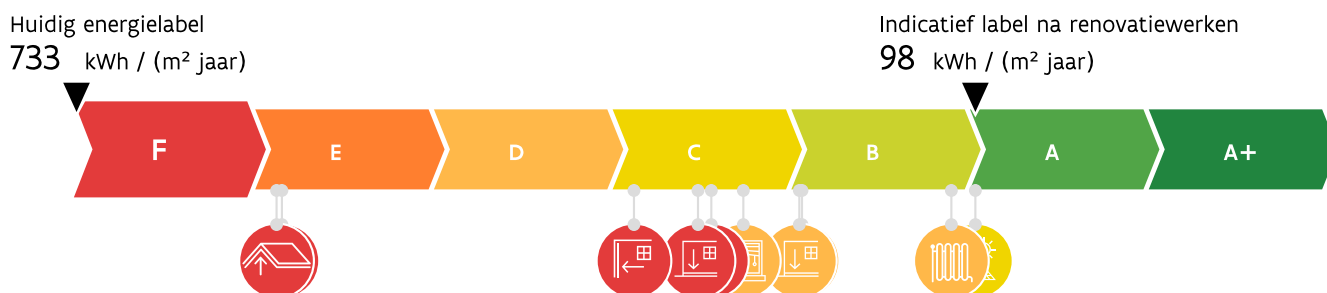 Huidig energielabel
733 kWh / (m² jaar)
Indicatief label na renovatiewerken
98 kWh / (m² jaar)
F E D C B A A+